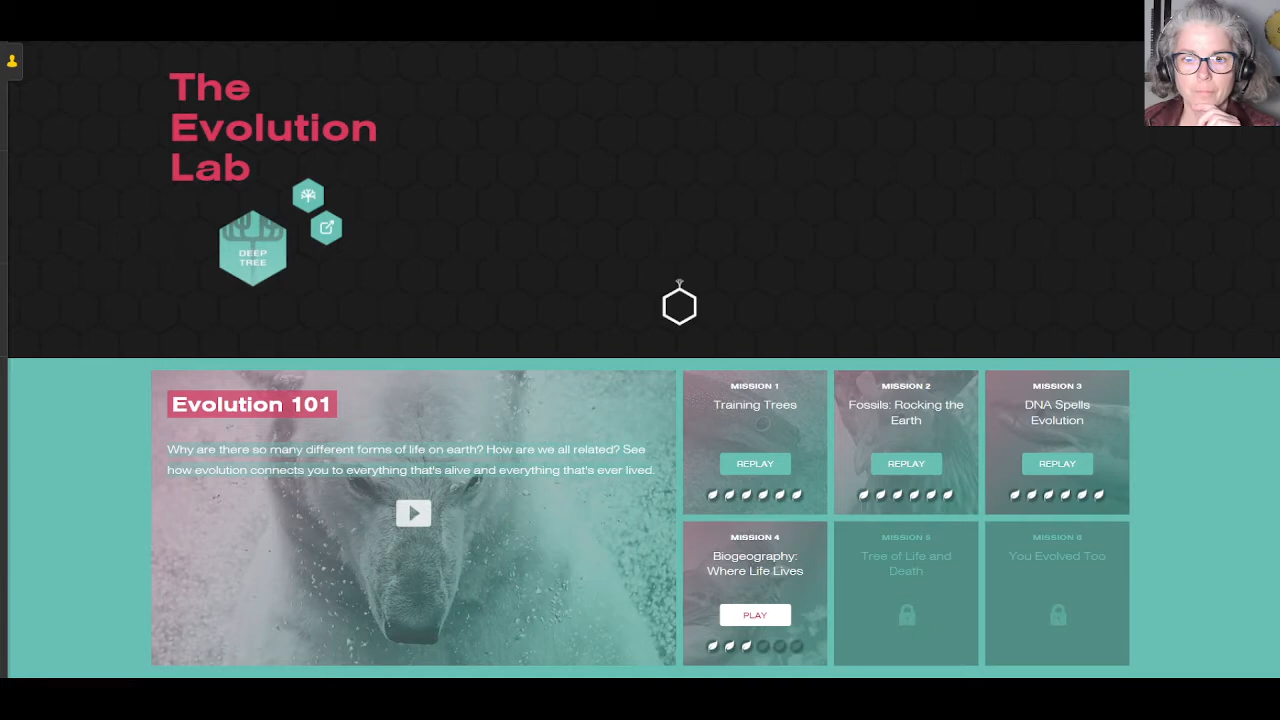 The
Evolution
Lab
DEEP
TREE
Evolution 101
Why are there so many different forms of life on earth? How are we all related? See
how evolution connects you to everything that's alive and everything that's ever lived.
MISSION 1
Training Trees
REPLAY
MISSION 2
Fossils: Rocking the
Earth
REPLAY
MISSION 3
DNA Spells
Evolution
REPLAY
MISSION 4
Biogeography:
Where Life Lives
PLAY
MISSION 5
Tree of Life and
Death
MISSION 6
You Evolved Too